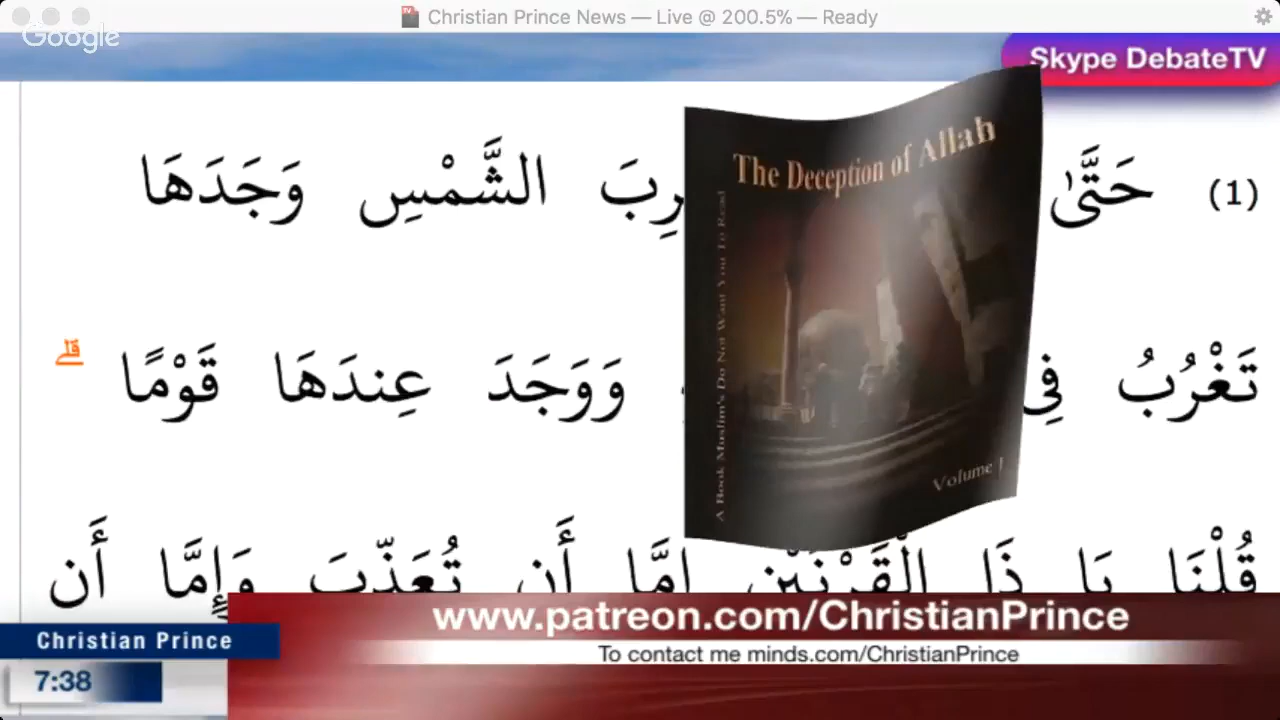 Christian Prince News — Live @ 200.5% — Ready
Google
Skype DebateTV
(1) حَتَّىٰ رِبَ الشَّمْسِ وَجَدَهَا
تَغْرُبُ فِي وَوَجَدَ عِندَهَا قَوْمًا ۗ
قُلْنَا يَا ذَا الْقَرْنَيْنِ إِمَّا أَن تُعَذِّبَ وَإِمَّا أَن
The Deception of Allah
A Book Muslim's Do Not Want You To Read
Volume I
www.patreon.com/ChristianPrince
To contact me minds.com/ChristianPrince
Christian Prince
7:38